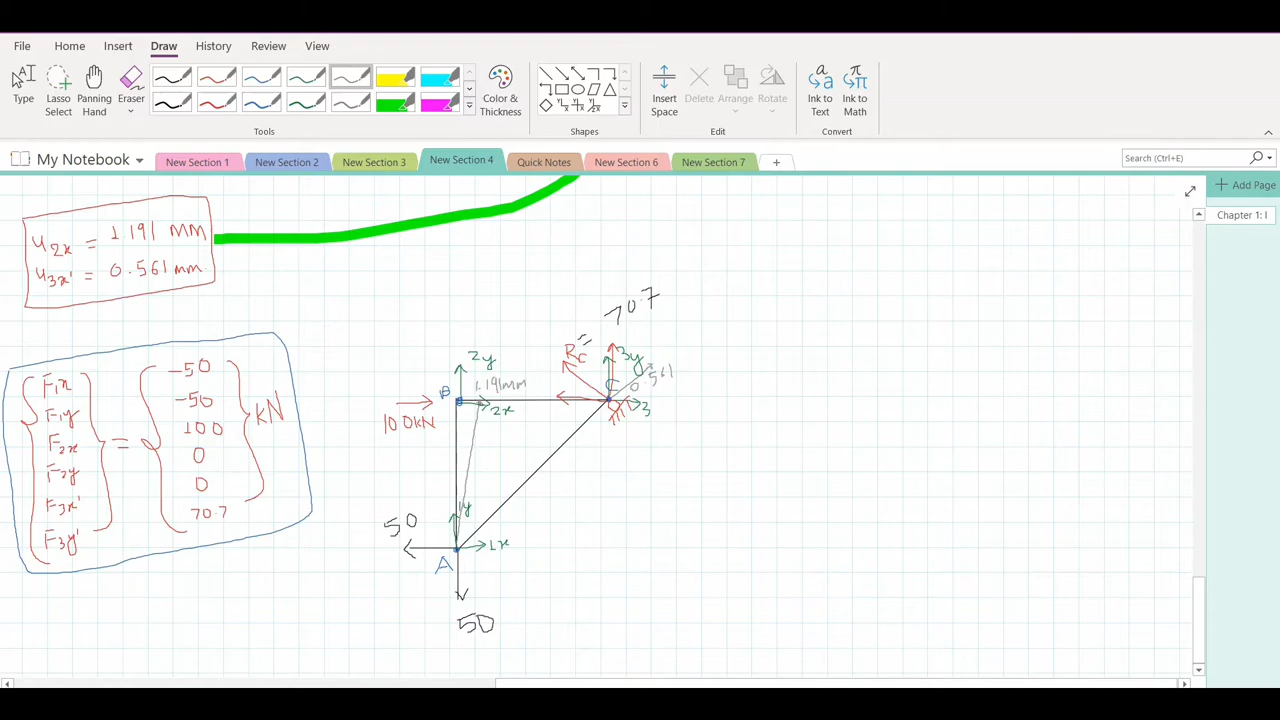 File Home Insert Draw History Review View
Type
Lasso Select
Panning Hand
Eraser
Color & Thickness
Insert Space
Delete
Arrange
Rotate
Ink to Text
Ink to Math
Tools
Shapes
Edit
Convert
My Notebook
New Section 1
New Section 2
New Section 3
New Section 4
Quick Notes
New Section 6
New Section 7
Search (Ctrl+E)
Add Page
Chapter 1: I
u2x = 1.191 mm
u3x' = 0.561 mm.
F1x
F1y
F2x
F2y
F3x'
F3y'
=
-50
-50
100
0
0
70.7
kN
70.7
=
Rc
3y
2y
1.191mm
0.561
B
C
2x
3
100kN
50
y
1x
A
50